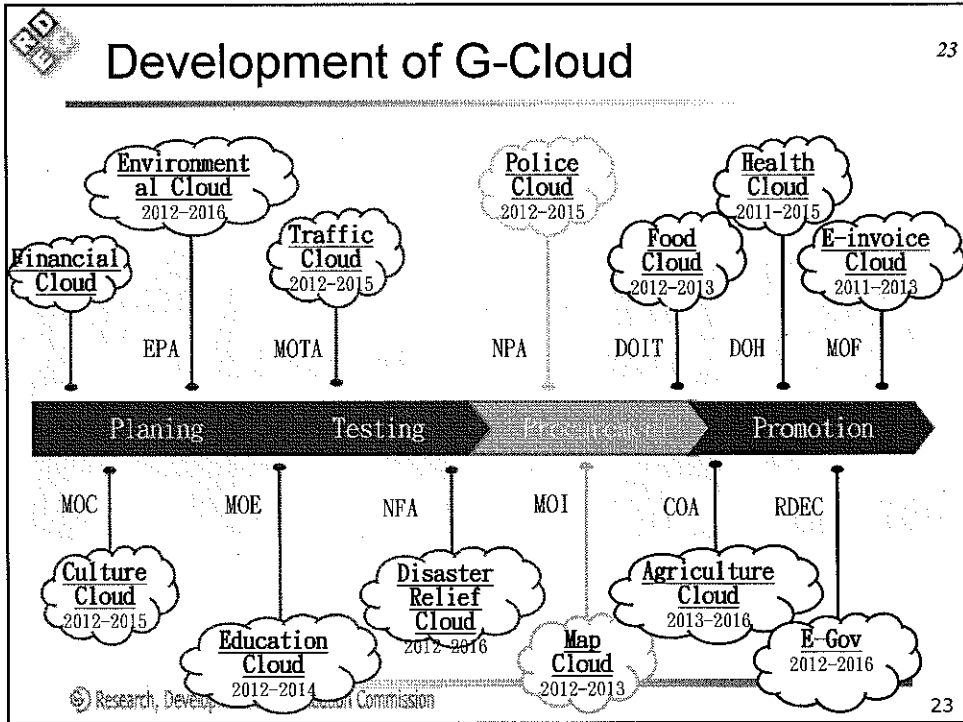 RDEC
Development of G-Cloud
23
Environment
al Cloud
2012-2016
Police
Cloud
2012-2015
Health
Cloud
2011-2015
Financial
Cloud
Traffic
Cloud
2012-2015
Food
Cloud
2012-2013
E-invoice
Cloud
2011-2013
EPA
MOTA
NPA
DOIT
DOH
MOF
Planing
Testing
Procurement
Promotion
MOC
MOE
NFA
MOI
COA
RDEC
Culture
Cloud
2012-2015
Disaster
Relief
Cloud
2012-2016
Agriculture
Cloud
2013-2016
Education
Cloud
2012-2014
Map
Cloud
2012-2013
E-Gov
2012-2016
Research, Commission
23